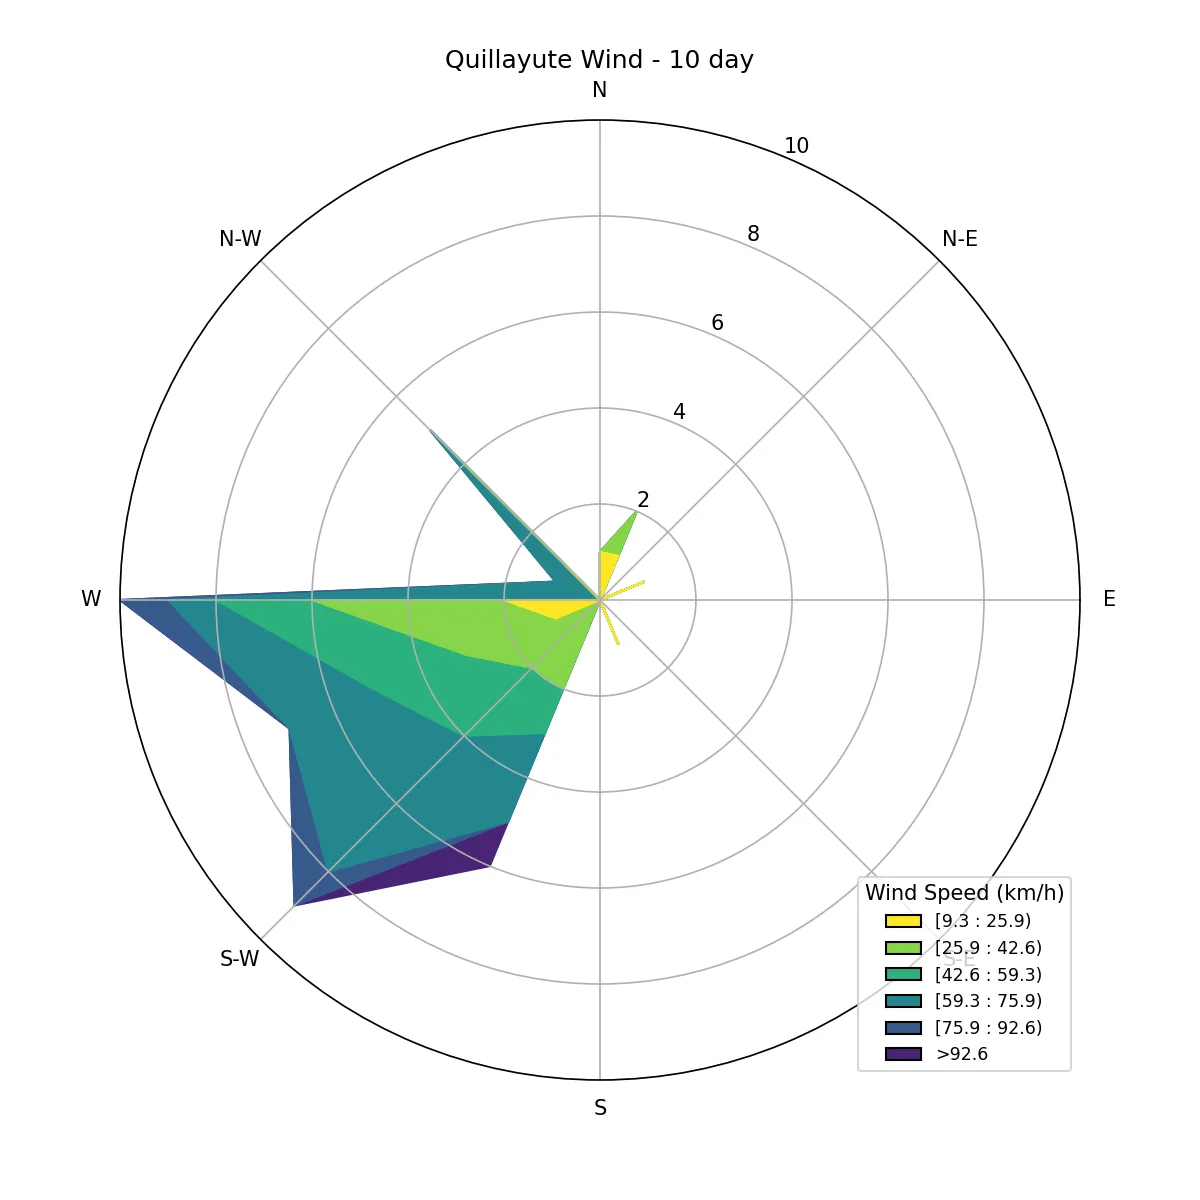 Quillayute Wind - 10 day
N
10
N-W
N-E
8
6
4
2
W
E
Wind Speed (km/h)
[9.3 : 25.9)
[25.9 : 42.6)
S-W
S-E
[42.6 : 59.3)
[59.3 : 75.9)
[75.9 : 92.6)
>92.6
S